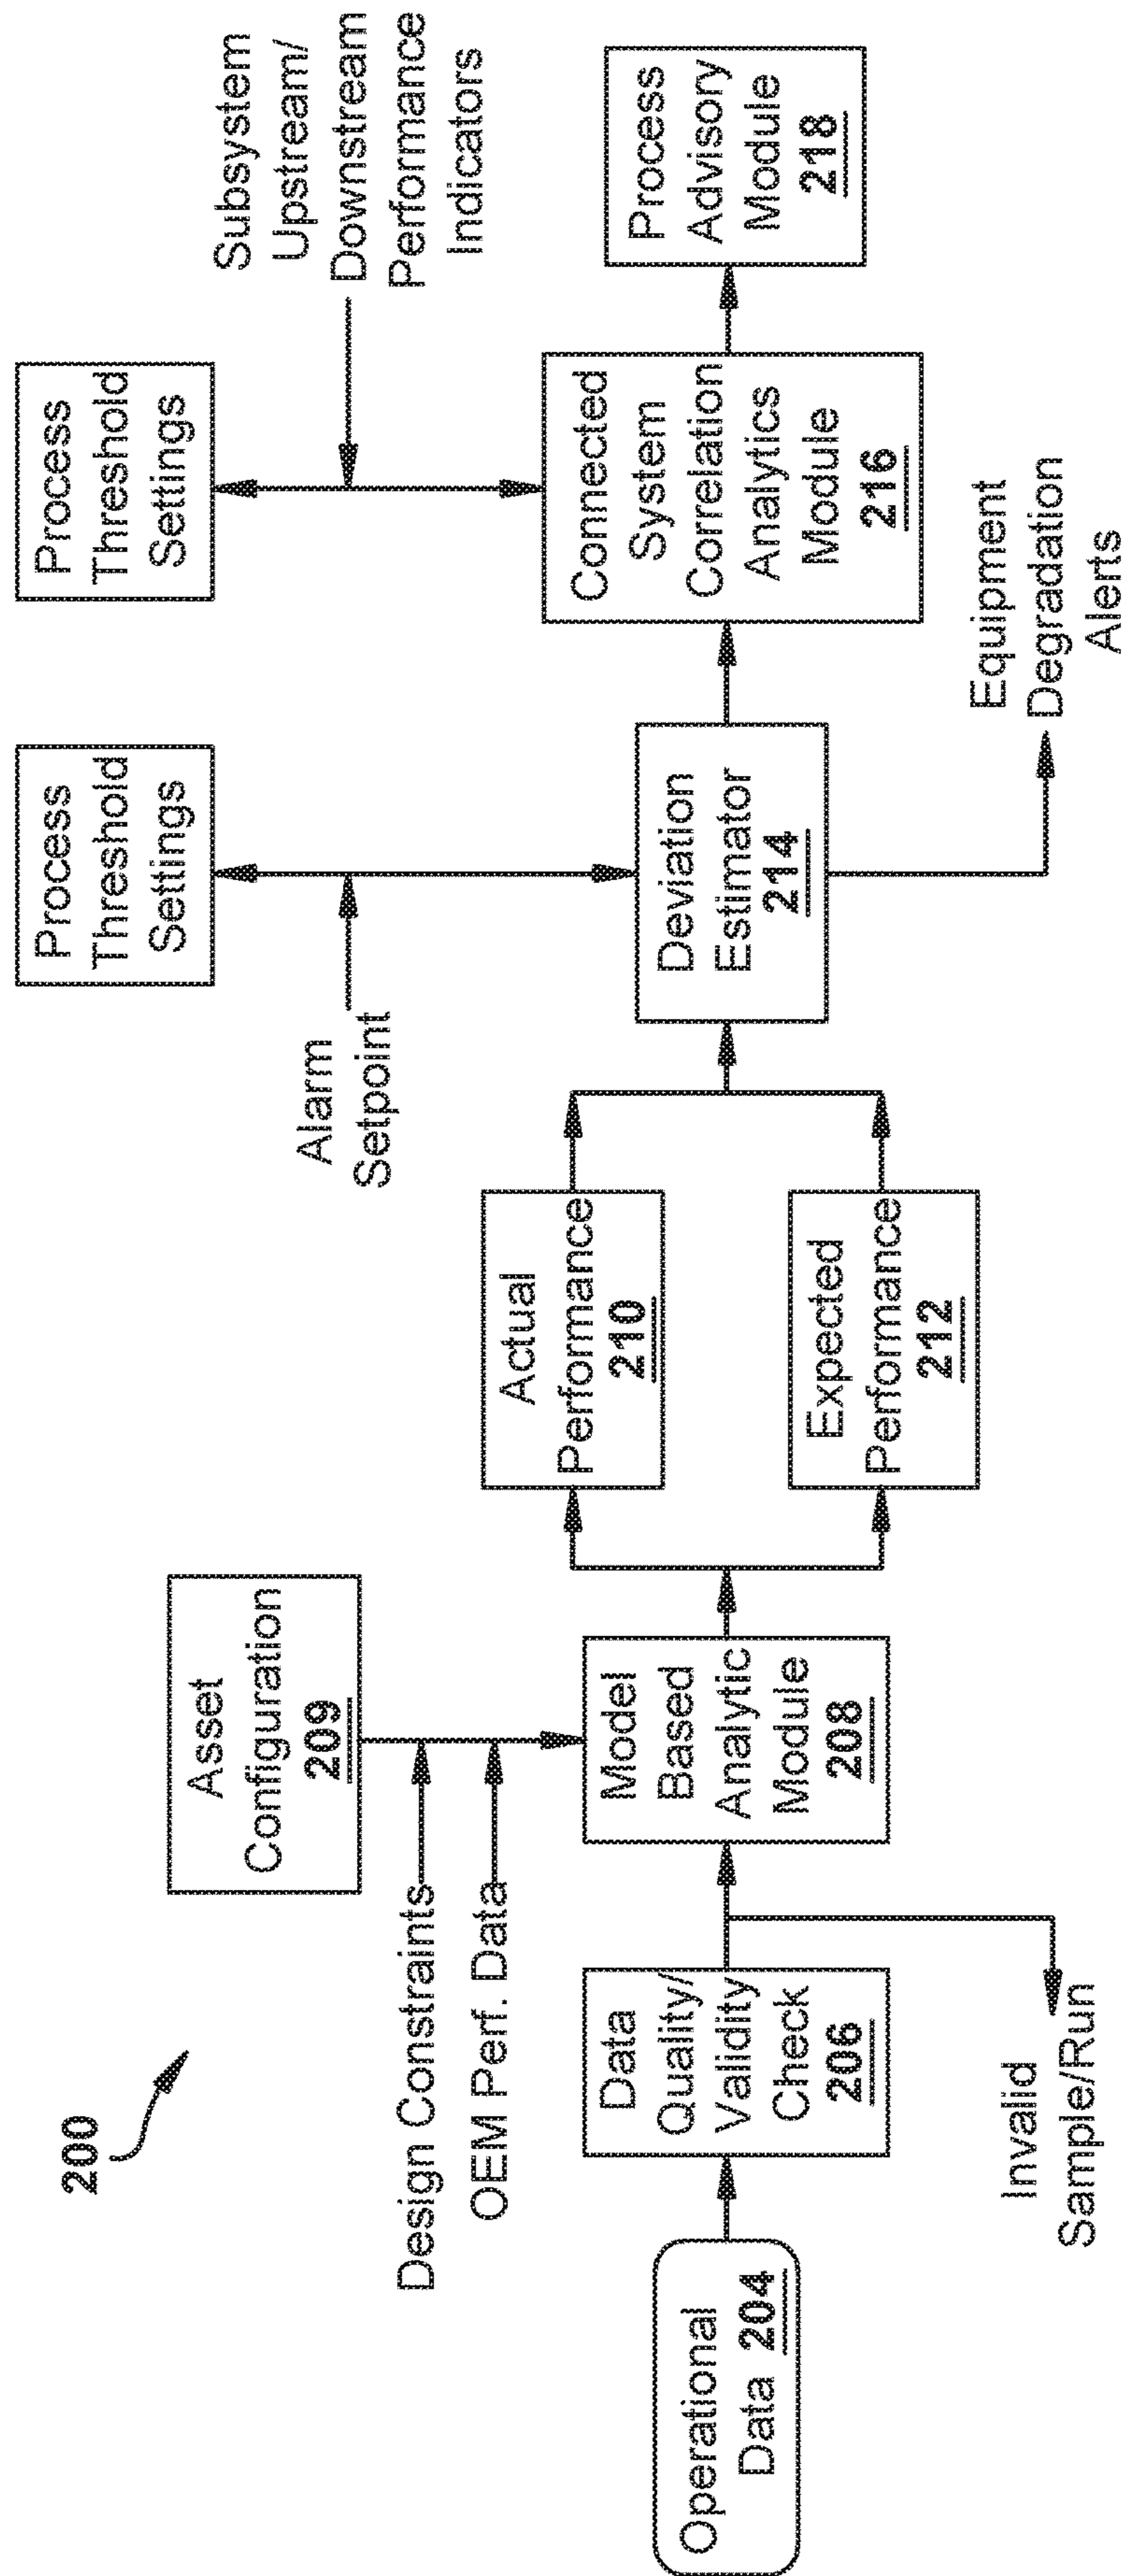 200
Operational
Data 204
Data
Quality/
Validity
Check
206
Invalid
Sample/Run
Asset
Configuration
209
Design Constraints
OEM Perf. Data
Model
Based
Analytic
Module
208
Actual
Performance
210
Expected
Performance
212
Alarm
Setpoint
Process
Threshold
Settings
Deviation
Estimator
214
Equipment
Degradation
Alerts
Process
Threshold
Settings
Subsystem
Upstream/
Downstream
Performance
Indicators
Connected
System
Correlation
Analytics
Module
216
Process
Advisory
Module
218